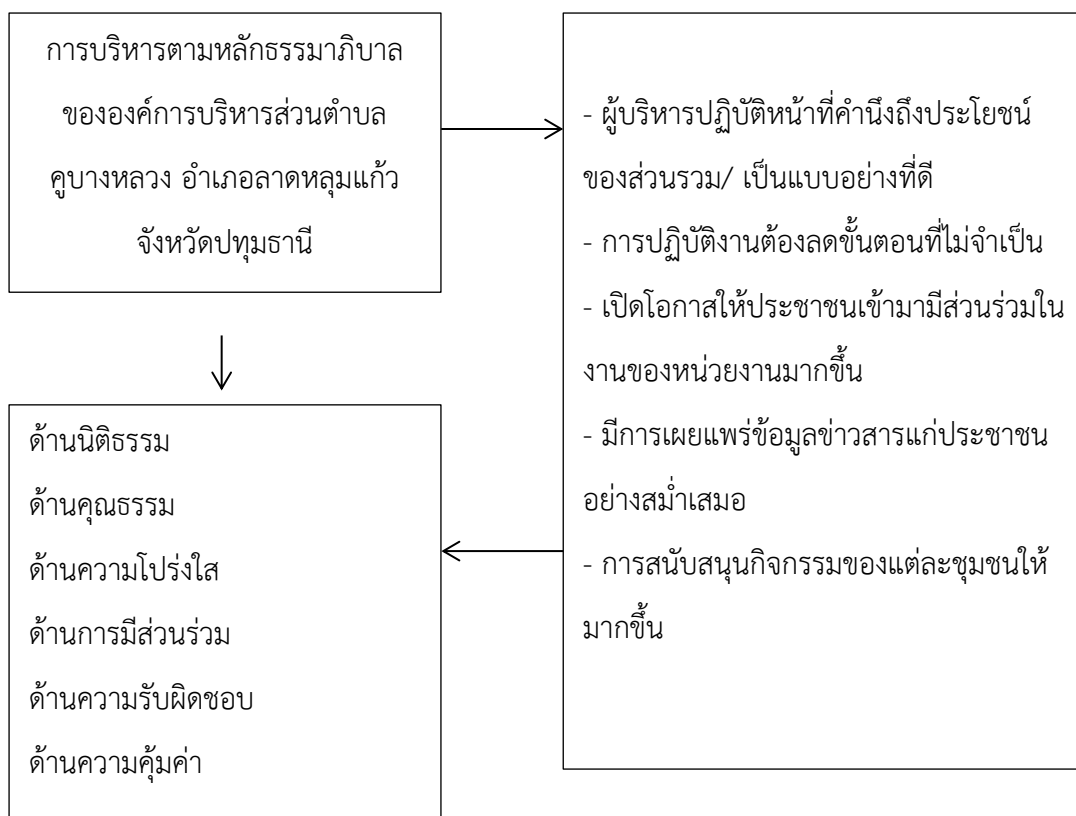 การบริหารตามหลักธรรมาภิบาล
ขององค์การบริหารส่วนตำบล
คูบางหลวง อำเภอลาดหลุมแก้ว
จังหวัดปทุมธานี
ด้านนิติธรรม
ด้านคุณธรรม
ด้านความโปร่งใส
ด้านการมีส่วนร่วม
ด้านความรับผิดชอบ
ด้านความคุ้มค่า
- ผู้บริหารปฏิบัติหน้าที่คำนึงถึงประโยชน์
ของส่วนรวม/ เป็นแบบอย่างที่ดี
- การปฏิบัติงานต้องลดขั้นตอนที่ไม่จำเป็น
- เปิดโอกาสให้ประชาชนเข้ามามีส่วนร่วมใน
งานของหน่วยงานมากขึ้น
- มีการเผยแพร่ข้อมูลข่าวสารแก่ประชาชน
อย่างสม่ำเสมอ
- การสนับสนุนกิจกรรมของแต่ละชุมชนให้
มากขึ้น